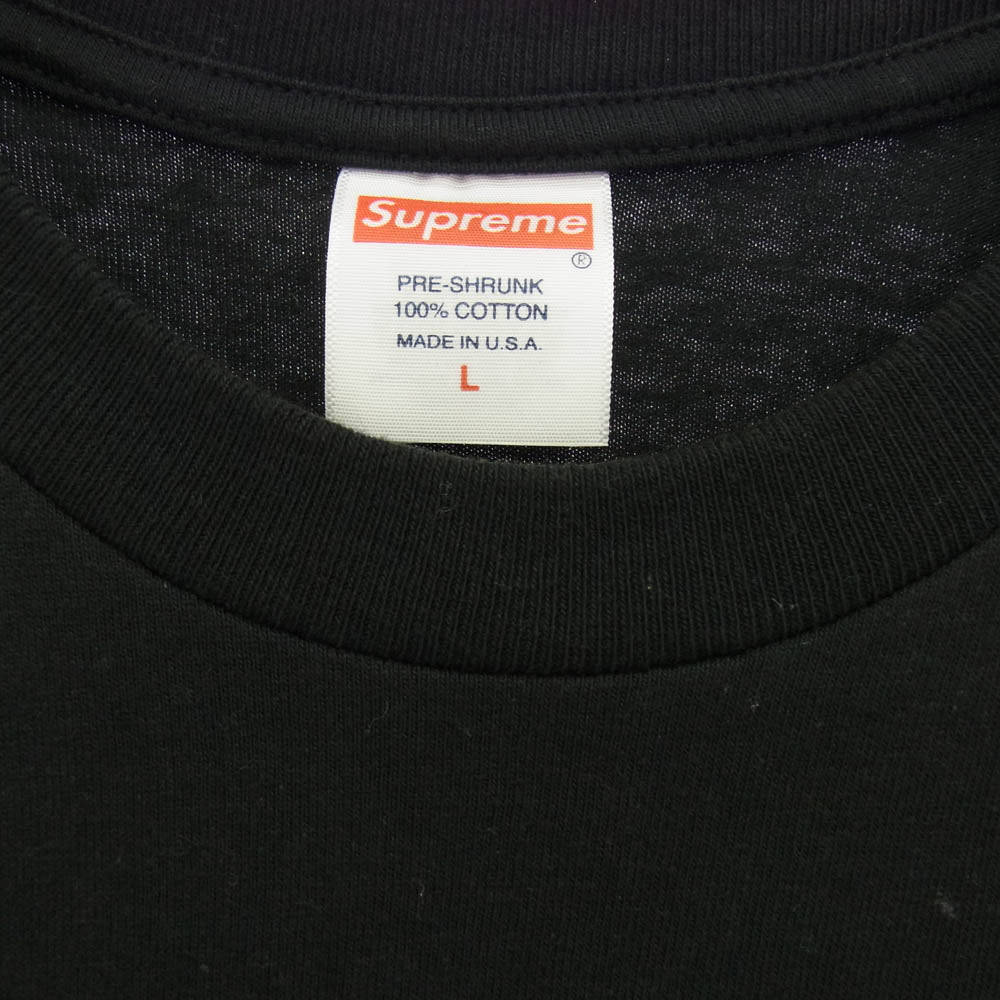 Supreme
®
PRE-SHRUNK
100% COTTON
MADE IN U.S.A.
L